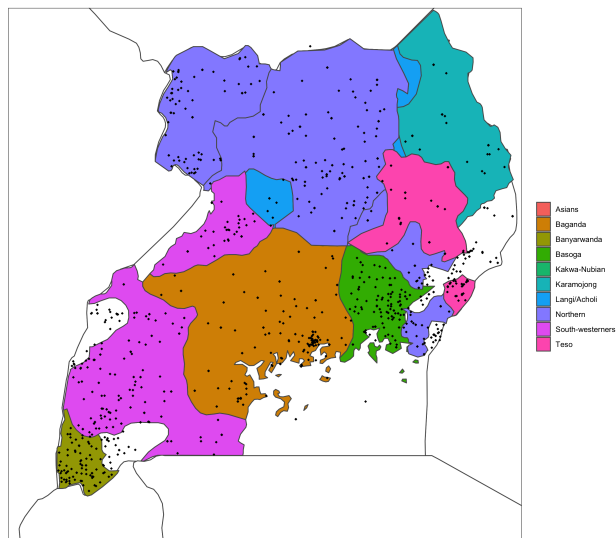 Asians
Baganda
Banyarwanda
Basoga
Kakwa-Nubian
Karamojong
Langi/Acholi
Northern
South-westerners
Teso